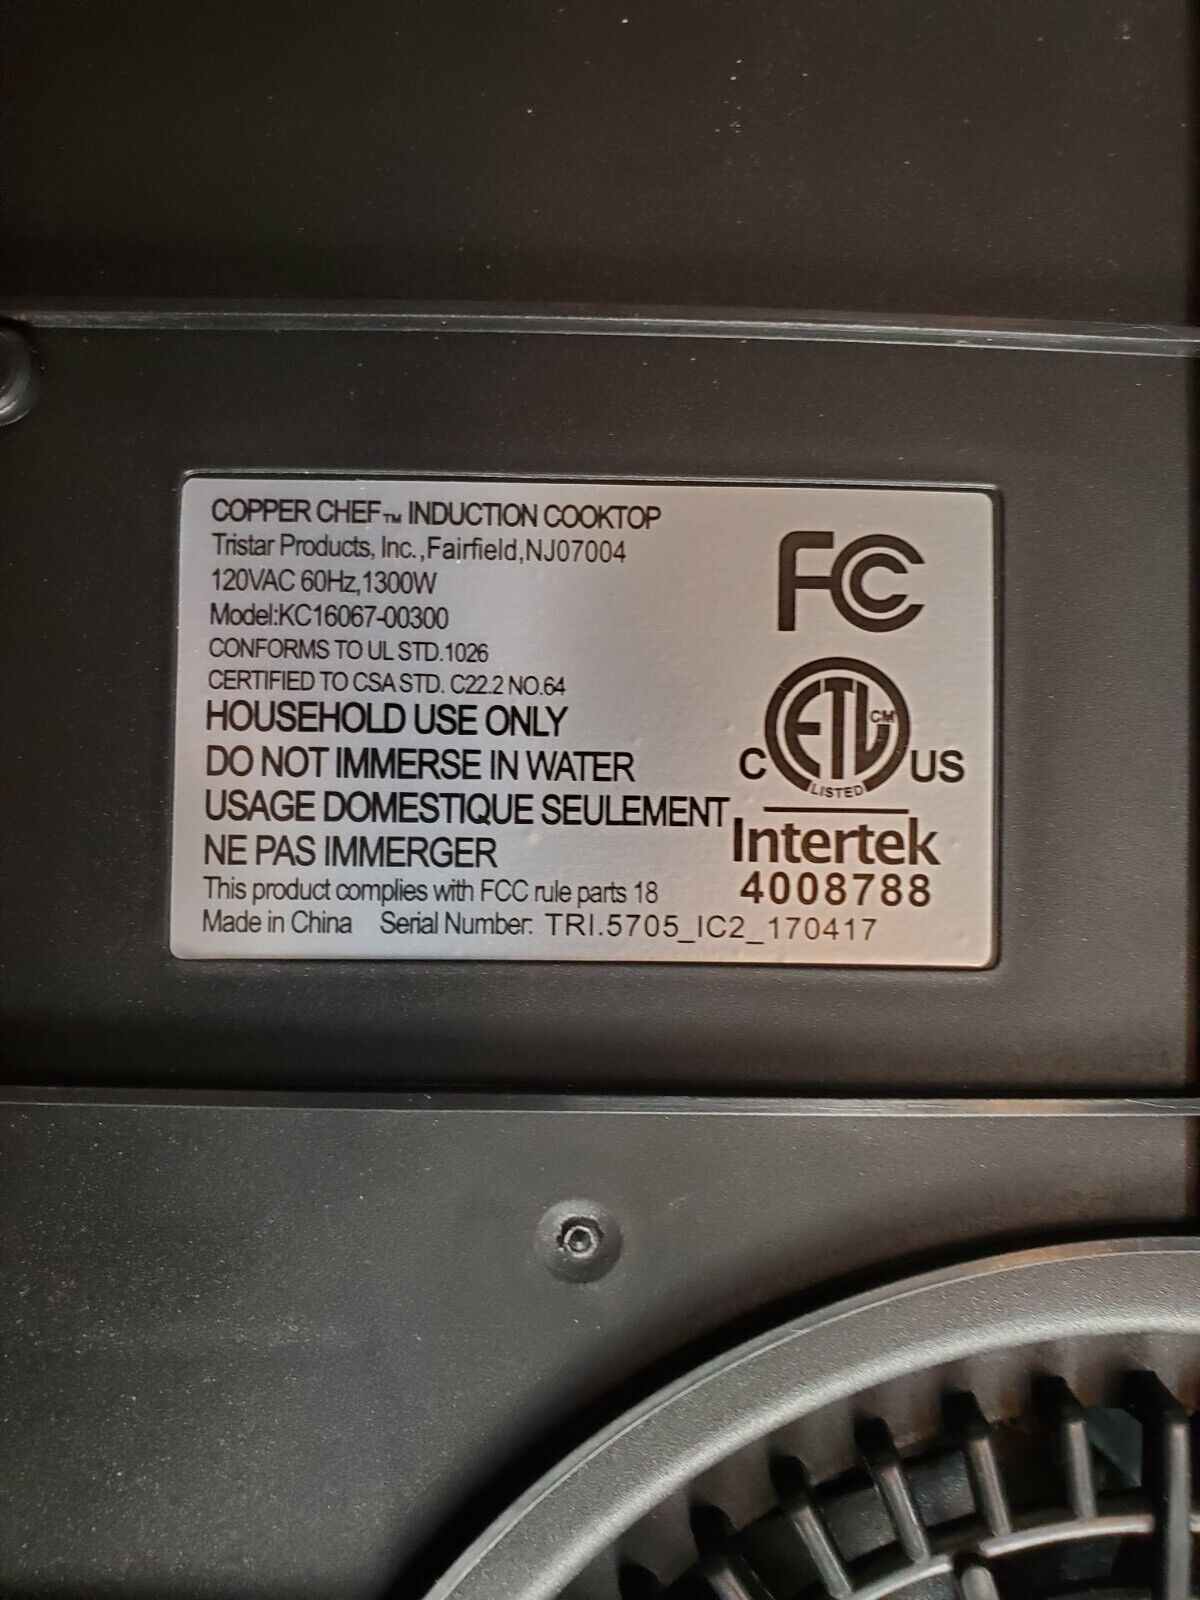 COPPER CHEF™ INDUCTION COOKTOP
Tristar Products, Inc.,Fairfield,NJ07004
120VAC 60Hz,1300W
Model:KC16067-00300
CONFORMS TO UL STD.1026
CERTIFIED TO CSA STD. C22.2 NO.64
HOUSEHOLD USE ONLY
DO NOT IMMERSE IN WATER
USAGE DOMESTIQUE SEULEMENT
NE PAS IMMERGER
This product complies with FCC rule parts 18
Made in China Serial Number: TRI.5705_IC2_170417
FC
ETL CM
C US
LISTED
Intertek
4008788